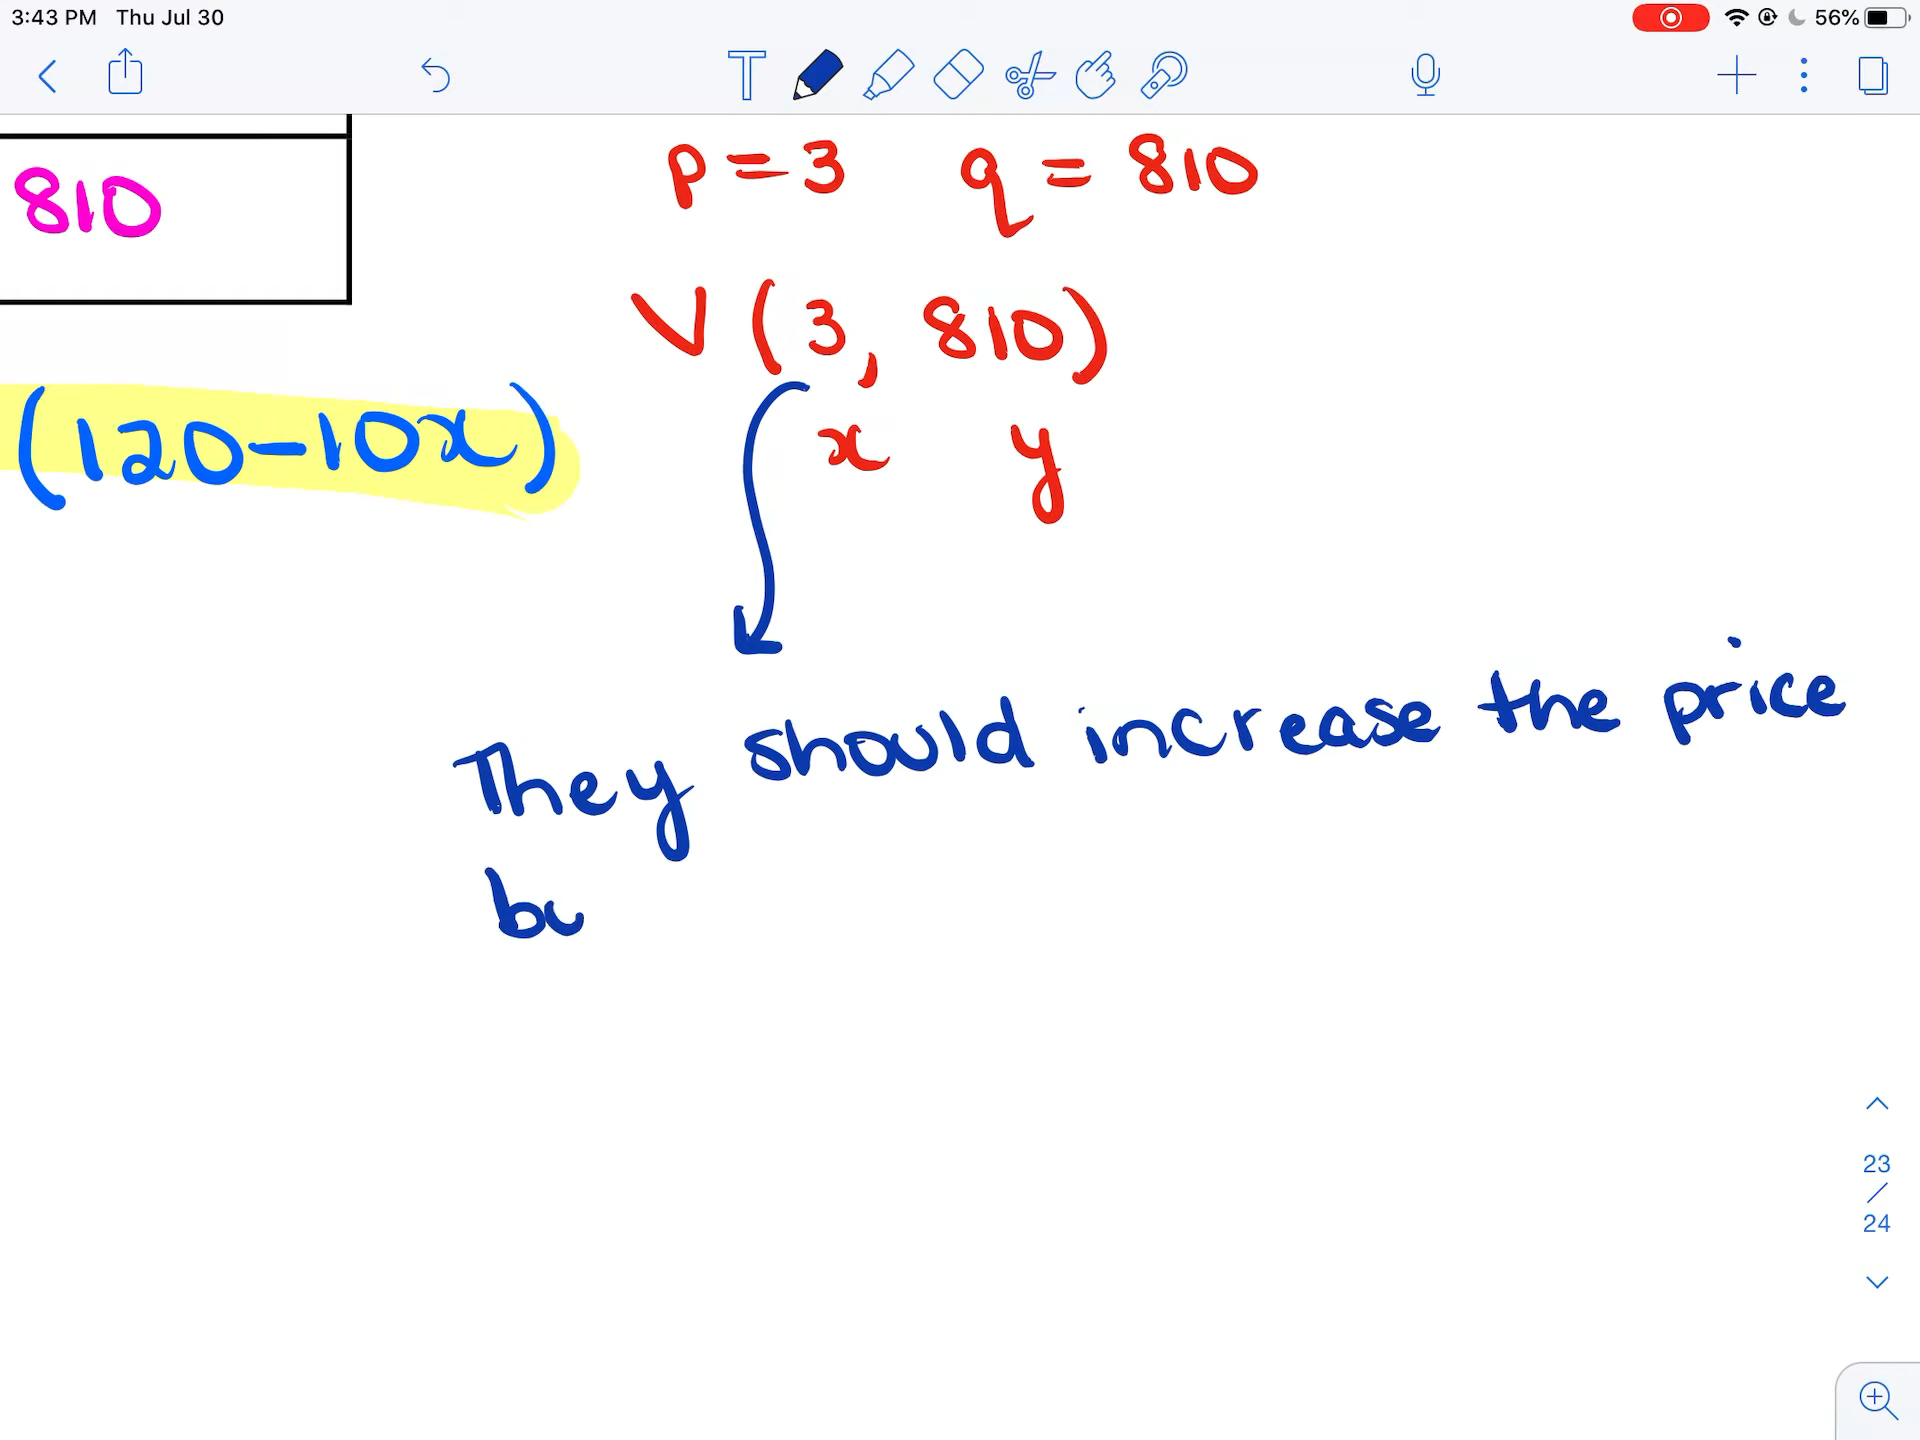 3:43 PM Thu Jul 30
56%
T
810
p = 3 q = 810
V (3, 810)
x y
(120-10x)
They should increase the price
23
/
24